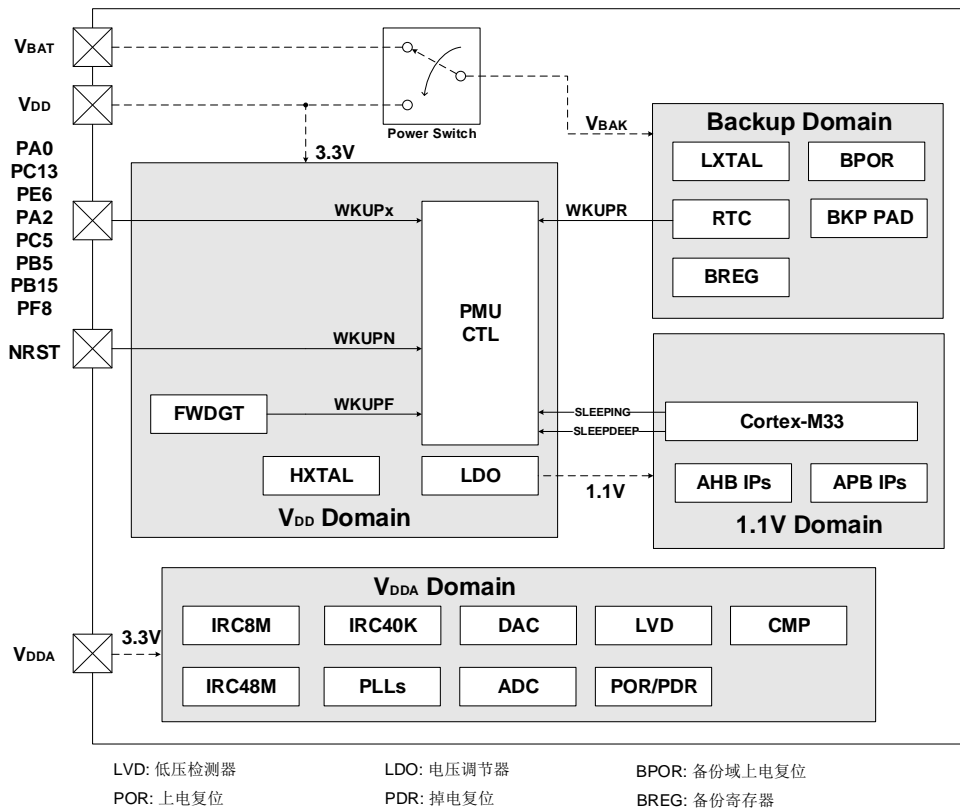 VBAT
VDD
Power Switch
VBAK
3.3V
PA0
PC13
PE6
PA2
PC5
PB5
PB15
PF8
NRST
WKUPx
WKUPN
WKUPF
PMU
CTL
FWDGT
HXTAL
LDO
VDD Domain
WKUPR
Backup Domain
LXTAL
BPOR
RTC
BKP PAD
BREG
SLEEPING
SLEEPDEEP
1.1V
Cortex-M33
AHB IPs
APB IPs
1.1V Domain
VDDA
3.3V
VDDA Domain
IRC8M
IRC40K
DAC
LVD
CMP
IRC48M
PLLs
ADC
POR/PDR
LVD: 低压检测器
LDO: 电压调节器
BPOR: 备份域上电复位
POR: 上电复位
PDR: 掉电复位
BREG: 备份寄存器